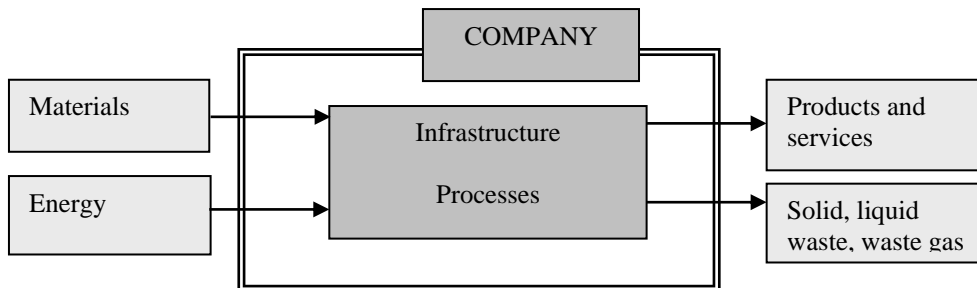 COMPANY
Materials
Infrastructure
Processes
Energy
Products and
services
Solid, liquid
waste, waste gas